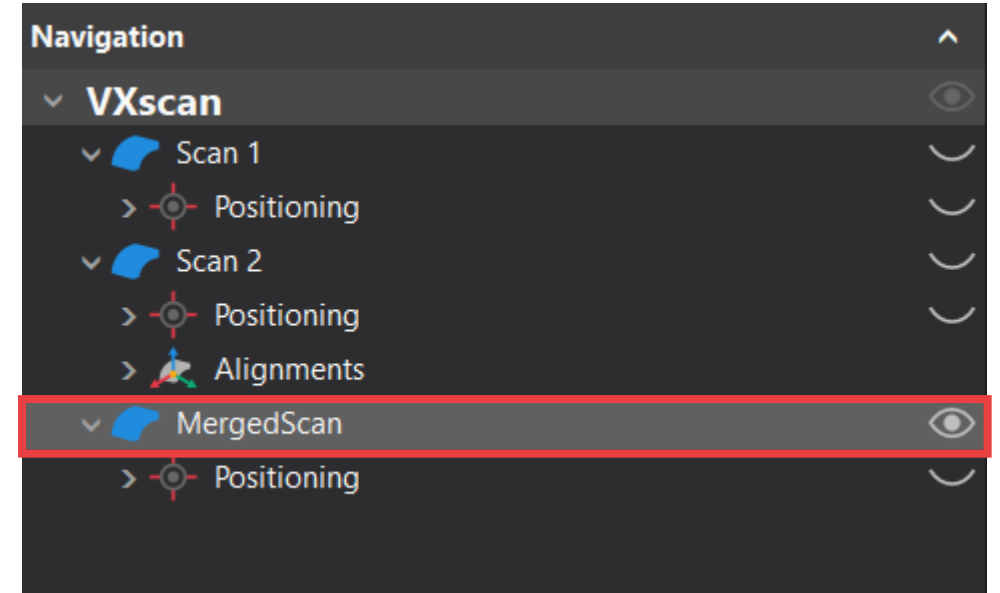 Navigation
VXscan
Scan 1
Positioning
Scan 2
Positioning
Alignments
MergedScan
Positioning